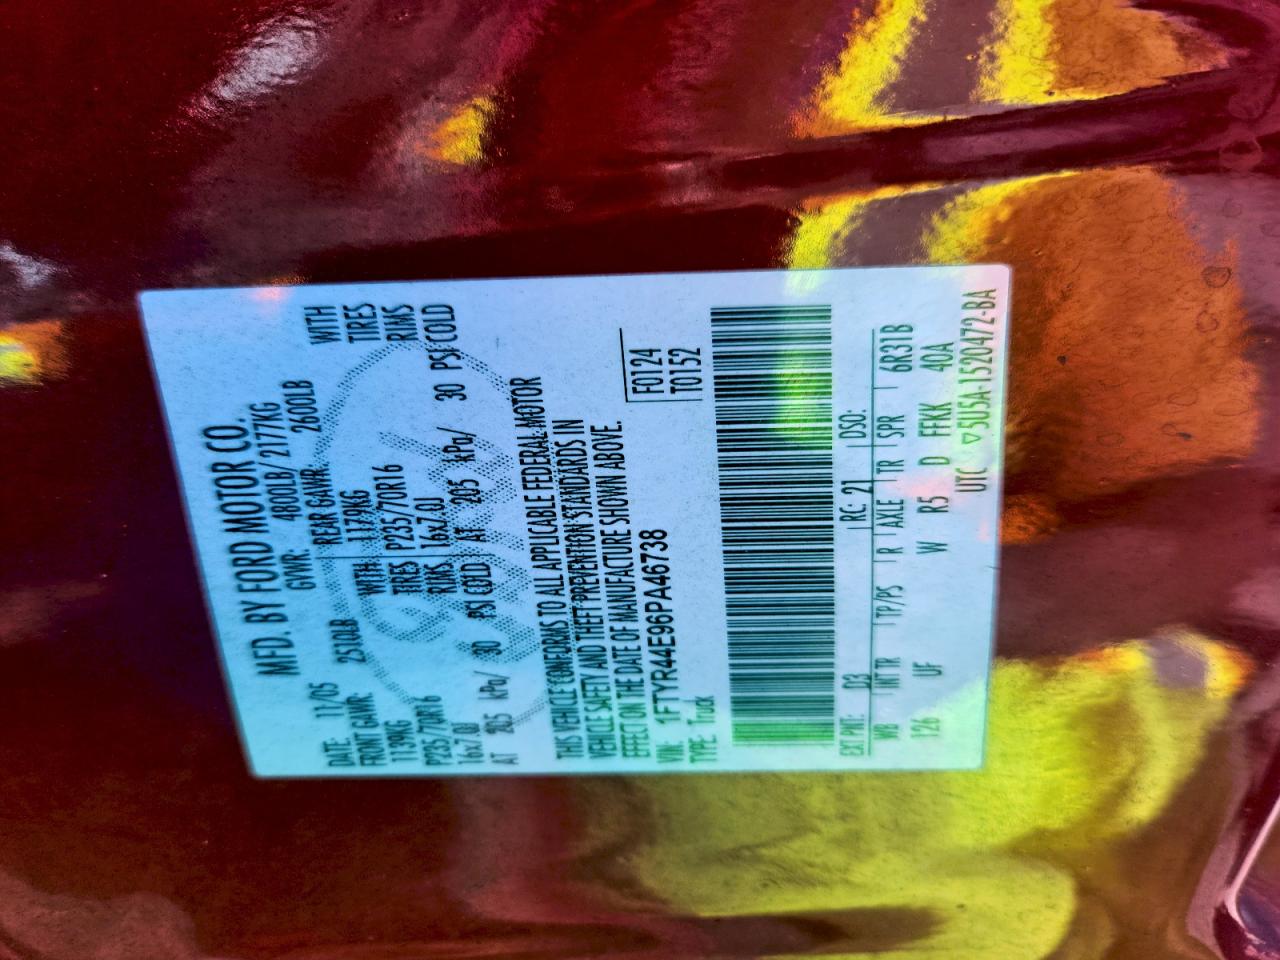 MFD. BY FORD MOTOR CO.
DATE: 11/05 GVWR: 4800LB/ 2177KG
FRONT GAWR: 2510LB REAR GAWR: 2600LB
1139KG WITH 1179KG WITH
P235/70R16 TIRES P235/70R16 TIRES
16x7.0J RIMS 16x7.0J RIMS
AT 205 kPa/ 30 PSI COLD AT 205 kPa/ 30 PSI COLD
THIS VEHICLE CONFORMS TO ALL APPLICABLE FEDERAL MOTOR
VEHICLE SAFETY AND THEFT PREVENTION STANDARDS IN
EFFECT ON THE DATE OF MANUFACTURE SHOWN ABOVE.
VIN: 1FTYR44E96PA46738 F0124
TYPE: Truck T0152
EXT PNT: D3 RC: 21 DSO:
WB INT TR TP/PS R AXLE TR SPR 6R31B
126 UF W R5 D FFKK 40A
UTC ▽5U5A-1520472-BA